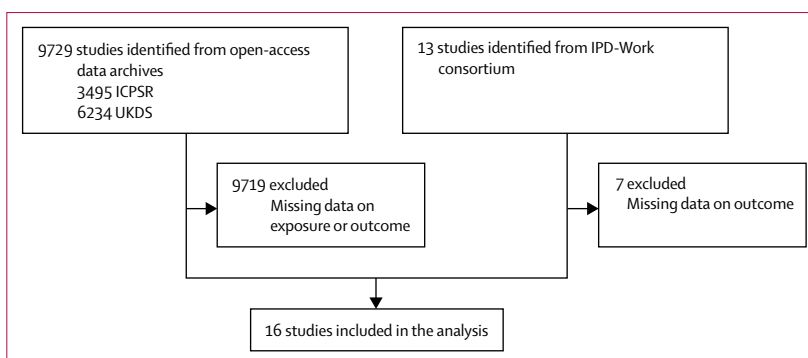 9729 studies identified from open-access
data archives
3495 ICPSR
6234 UKDS
13 studies identified from IPD-Work
consortium
9719 excluded
Missing data on
exposure or outcome
7 excluded
Missing data on outcome
16 studies included in the analysis